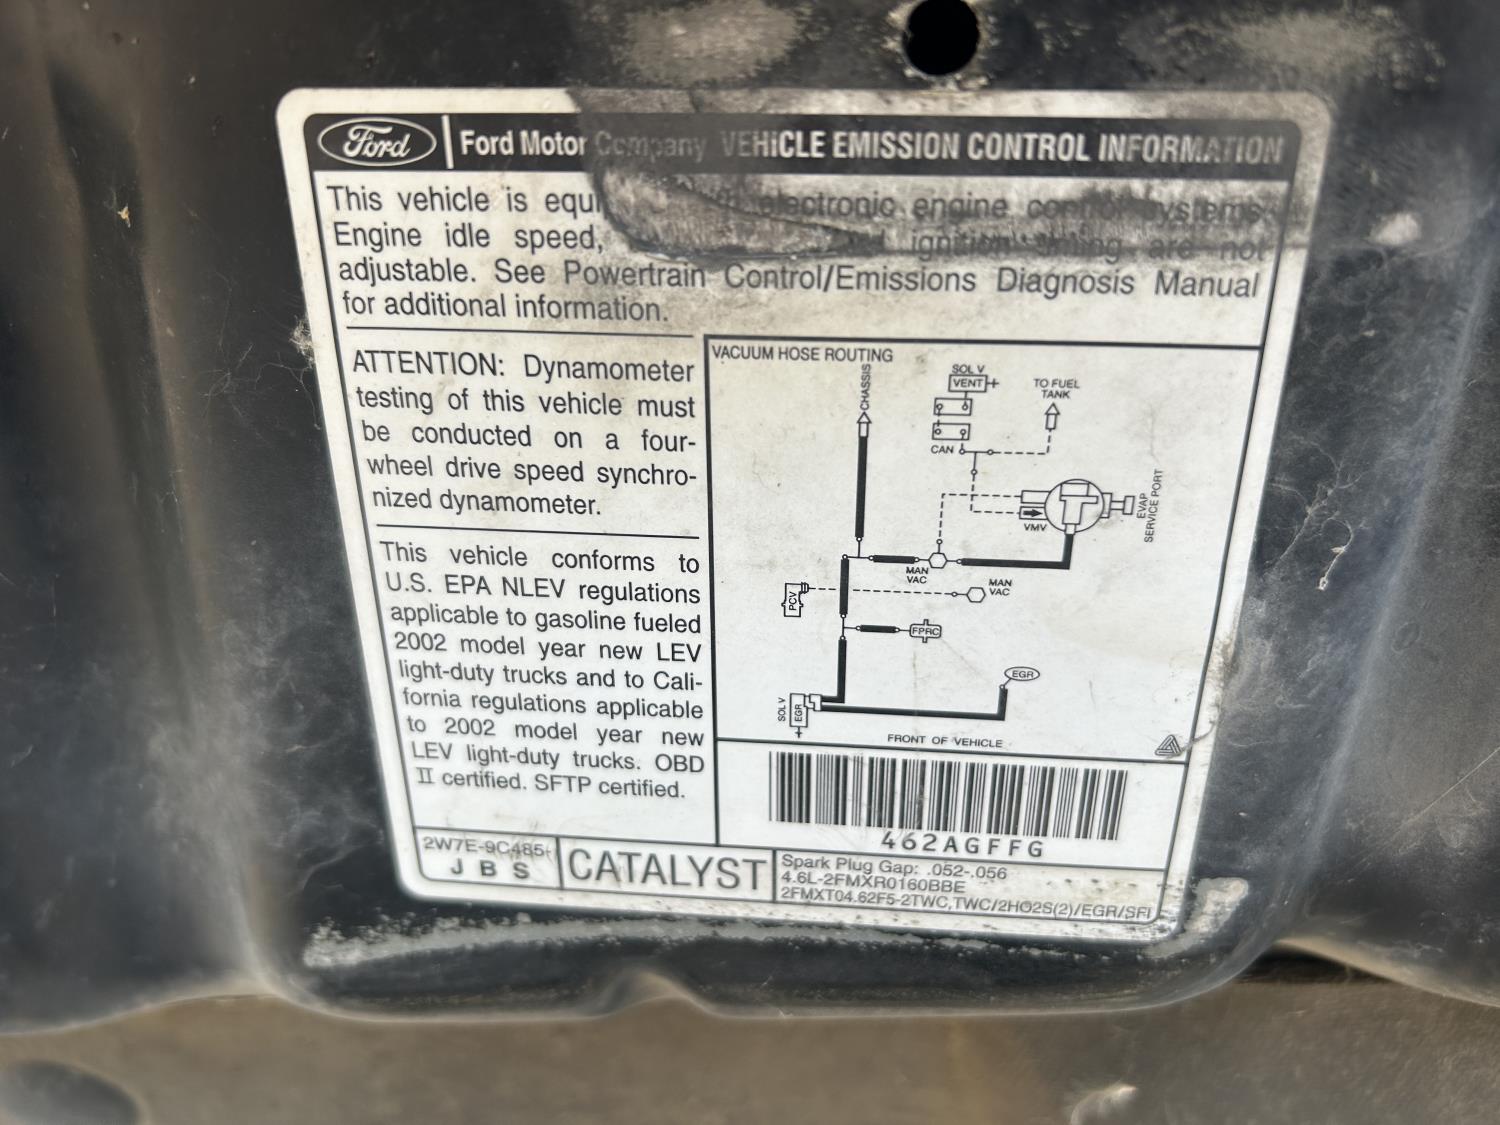 Ford
Ford Motor Company VEHICLE EMISSION CONTROL INFORMATION
This vehicle is equi electronic engine control systems.
Engine idle speed, ignition timing are not
adjustable. See Powertrain Control/Emissions Diagnosis Manual
for additional information.
ATTENTION: Dynamometer
testing of this vehicle must
be conducted on a four-
wheel drive speed synchro-
nized dynamometer.
This vehicle conforms to
U.S. EPA NLEV regulations
applicable to gasoline fueled
2002 model year new LEV
light-duty trucks and to Cali-
fornia regulations applicable
to 2002 model year new
LEV light-duty trucks. OBD
II certified. SFTP certified.
VACUUM HOSE ROUTING
CHASSIS
SOL V
VENT
TO FUEL
TANK
CAN
VMV
EVAP
SERVICE PORT
MAN
VAC
MAN
VAC
PCV
FPRC
EGR
SOL V
EGR
FRONT OF VEHICLE
462AGFFG
2W7E-9C485-
J B S
CATALYST
Spark Plug Gap: .052-.056
4.6L-2FMXR0160BBE
2FMXT04.62F5-2TWC,TWC/2HO2S(2)/EGR/SFI